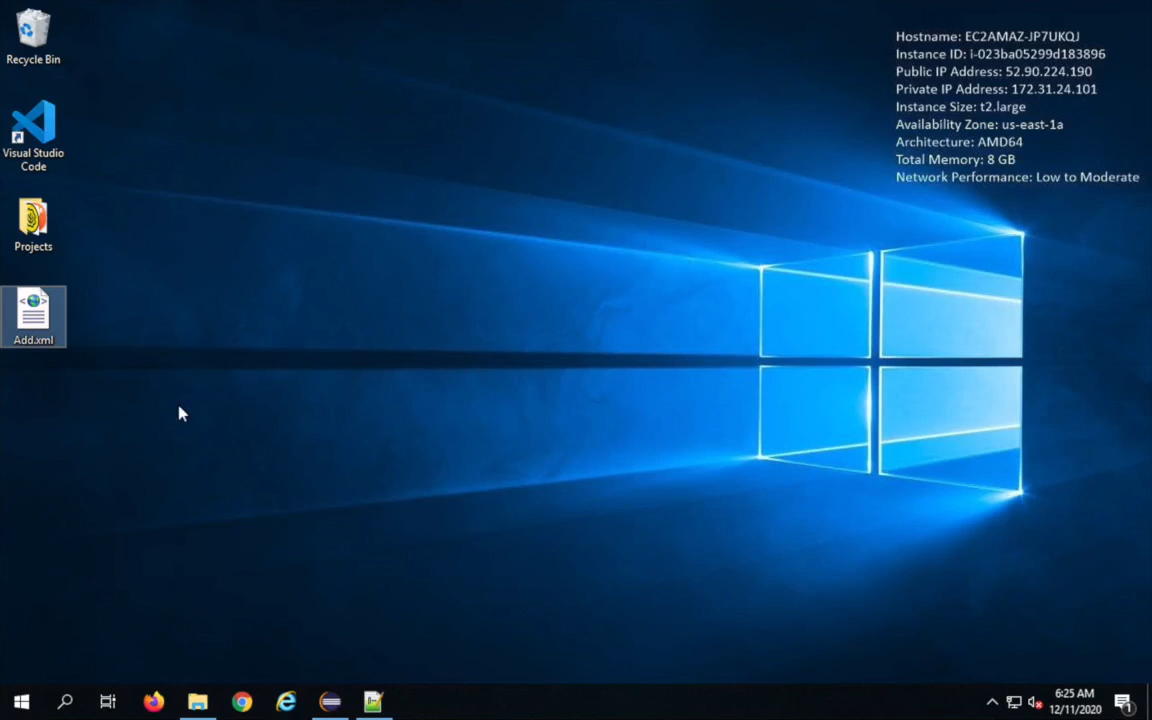 Recycle Bin
Visual Studio
Code
Projects
Add.xml
Hostname: EC2AMAZ-JP7UKQJ
Instance ID: i-023ba05299d183896
Public IP Address: 52.90.224.190
Private IP Address: 172.31.24.101
Instance Size: t2.large
Availability Zone: us-east-1a
Architecture: AMD64
Total Memory: 8 GB
Network Performance: Low to Moderate
6:25 AM
12/11/2020
1